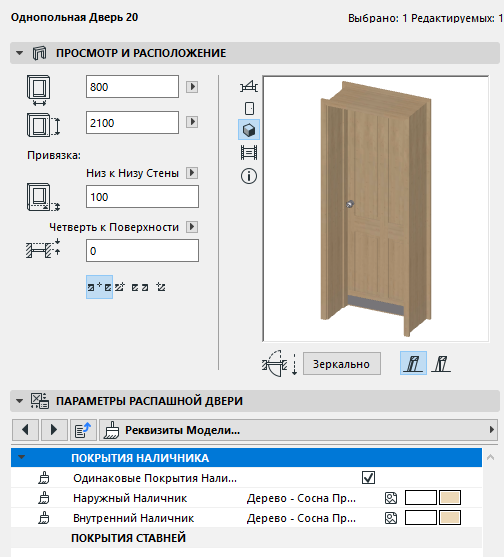 Однопольная Дверь 20
Выбрано: 1 Редактируемых: 1
ПРОСМОТР И РАСПОЛОЖЕНИЕ
800
2100
Привязка:
Низ к Низу Стены
100
Четверть к Поверхности
0
Зеркально
ПАРАМЕТРЫ РАСПАШНОЙ ДВЕРИ
Реквизиты Модели...
ПОКРЫТИЯ НАЛИЧНИКА
Одинаковые Покрытия Нали...
Наружный Наличник Дерево - Сосна Пр...
Внутренний Наличник Дерево - Сосна Пр...
ПОКРЫТИЯ СТАВНЕЙ